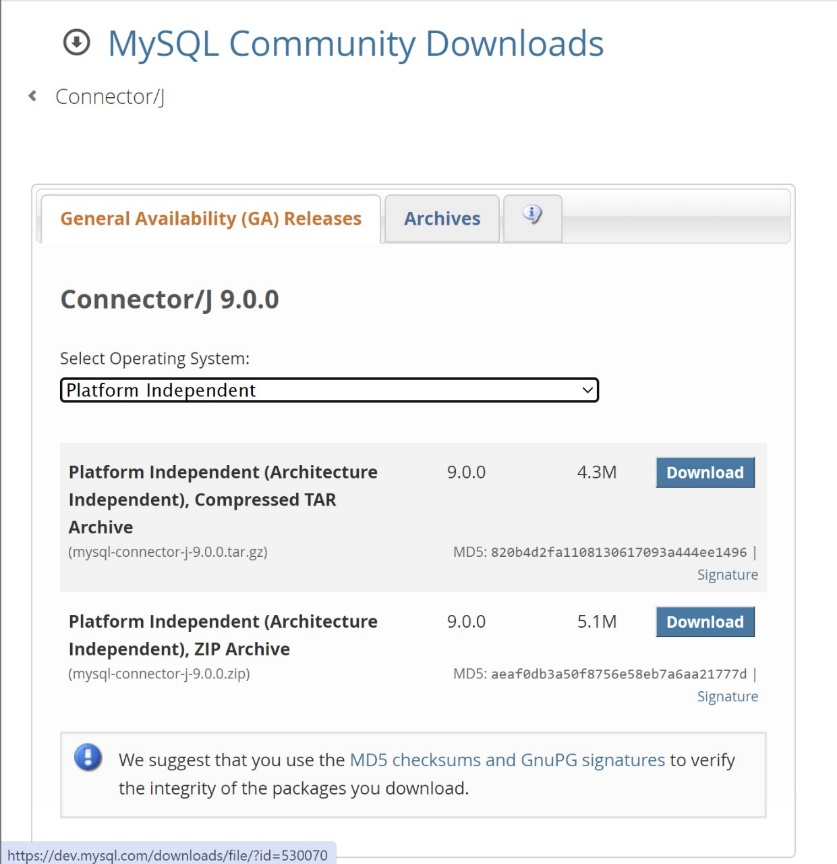 MySQL Community Downloads
Connector/J
General Availability (GA) Releases
Archives
Connector/J 9.0.0
Select Operating System:
Platform Independent
Platform Independent (Architecture
Independent), Compressed TAR
Archive
9.0.0
4.3M
Download
(mysql-connector-j-9.0.0.tar.gz)
MD5: 820b4d2fa1108130617093a444ee1496 |
Signature
Platform Independent (Architecture
Independent), ZIP Archive
9.0.0
5.1M
Download
(mysql-connector-j-9.0.0.zip)
MD5: aeaf0db3a50f8756e58eb7a6aa21777d |
Signature
We suggest that you use the MD5 checksums and GnuPG signatures to verify
the integrity of the packages you download.
https://dev.mysql.com/downloads/file/?id=530070